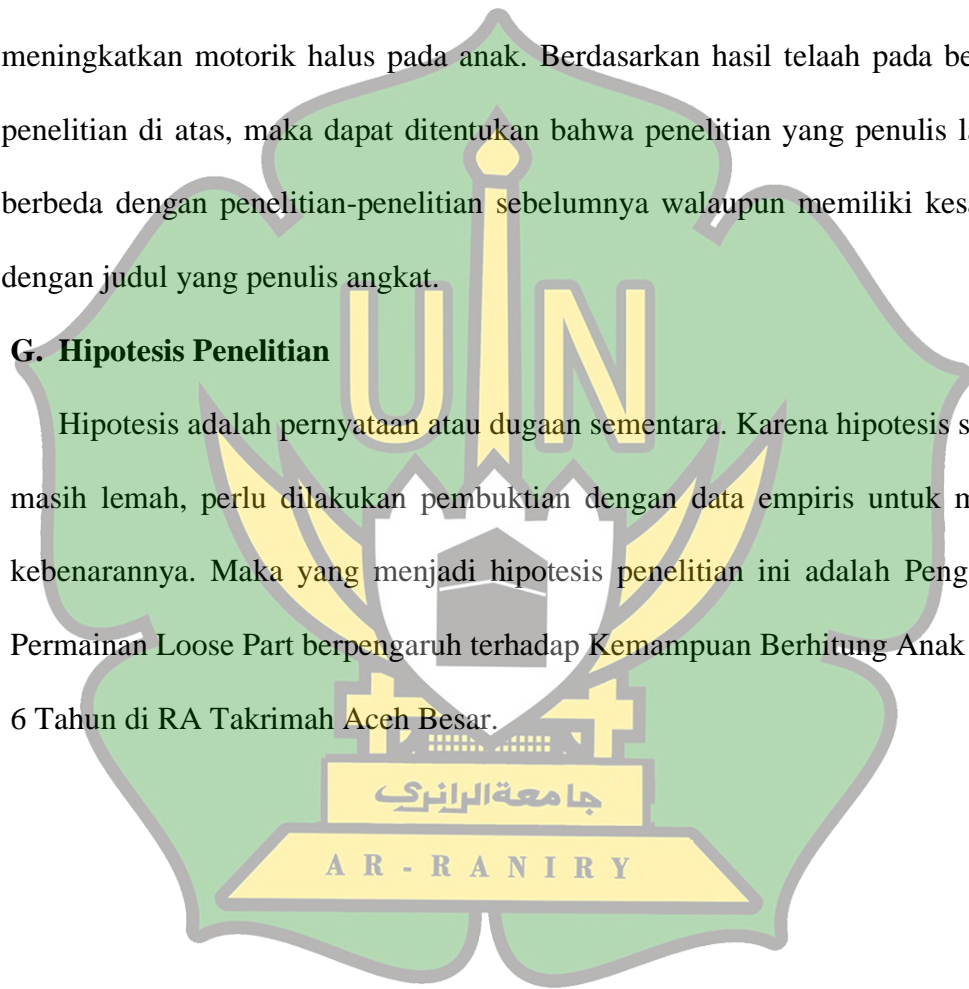 meningkatkan motorik halus pada anak. Berdasarkan hasil telaah pada be
penelitian di atas, maka dapat ditentukan bahwa penelitian yang penulis la
berbeda dengan penelitian-penelitian sebelumnya walaupun memiliki kesa
dengan judul yang penulis angkat.
G. Hipotesis Penelitian
Hipotesis adalah pernyataan atau dugaan sementara. Karena hipotesis s
masih lemah, perlu dilakukan pembuktian dengan data empiris untuk m
kebenarannya. Maka yang menjadi hipotesis penelitian ini adalah Peng
Permainan Loose Part berpengaruh terhadap Kemampuan Berhitung Anak
6 Tahun di RA Takrimah Aceh Besar.
UIN
جامعةالرانري
AR-RANIRY